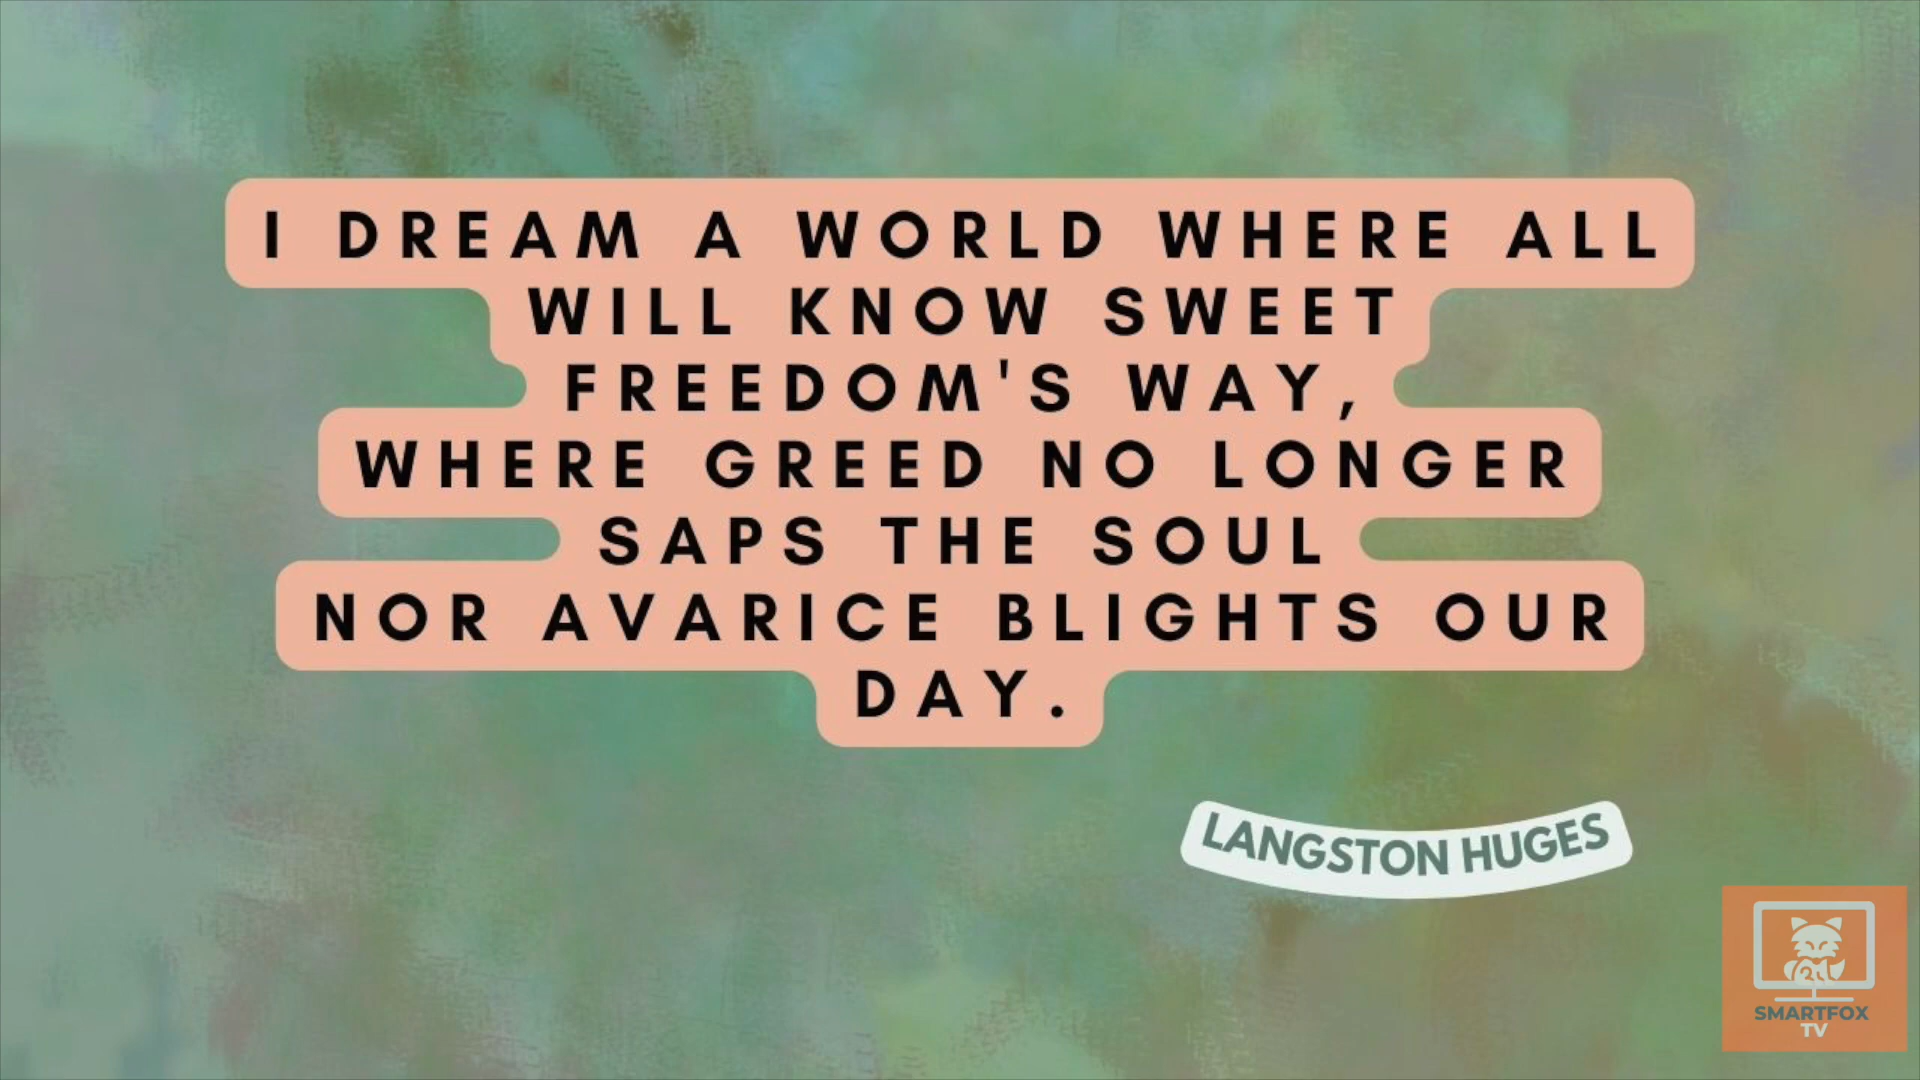 I DREAM A WORLD WHERE ALL
WILL KNOW SWEET
FREEDOM'S WAY,
WHERE GREED NO LONGER
SAPS THE SOUL
NOR AVARICE BLIGHTS OUR
DAY.
LANGSTON HUGES
SMARTFOX
TV